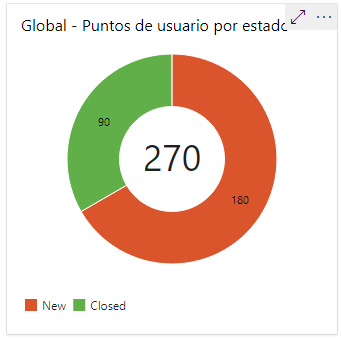 Global - Puntos de usuario por estado
90
270
180
New Closed